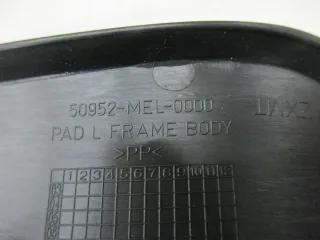 50952-MEL-0000
PAD L FRAME BODY
>PP<
1 2 3 4 5 6 7 8 9 10 11 12